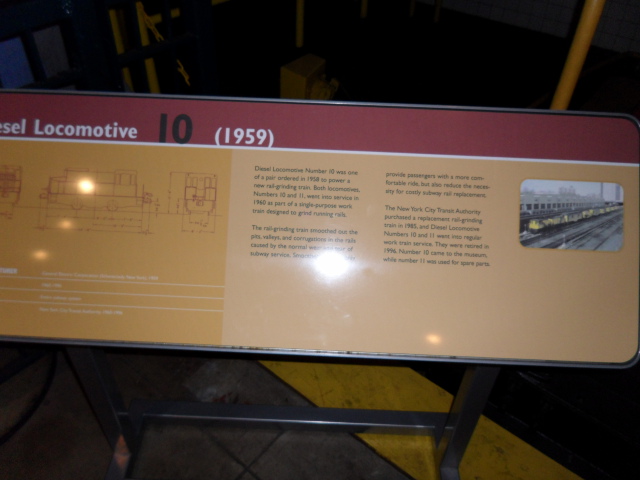 esel Locomotive 10 (1959)
Diesel Locomotive Number 10 was one
of a pair ordered in 1958 to power a
new rail-grinding train. Both locomotives,
Numbers 10 and 11, went into service in
1960 as part of a single-purpose work
train designed to grind running rails.
The rail-grinding train smoothed out the
pits, valleys, and corrugations in the rails
caused by the normal wear and tear of
subway service.
provide passengers with a more com-
fortable ride, but also reduce the neces-
sity for costly subway rail replacement.
The New York City Transit Authority
purchased a replacement rail-grinding
train in 1985, and Diesel Locomotive
Numbers 10 and 11 went into regular
work train service. They were retired in
1996. Number 10 came to the museum,
while number 11 was used for spare parts.